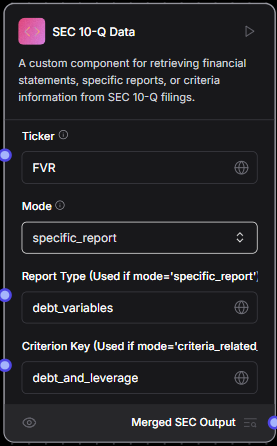 SEC 10-Q Data
A custom component for retrieving financial
statements, specific reports, or criteria
information from SEC 10-Q filings.
Ticker
FVR
Mode
specific_report
Report Type (Used if mode='specific_report'
debt_variables
Criterion Key (Used if mode='criteria_related_
debt_and_leverage
Merged SEC Output